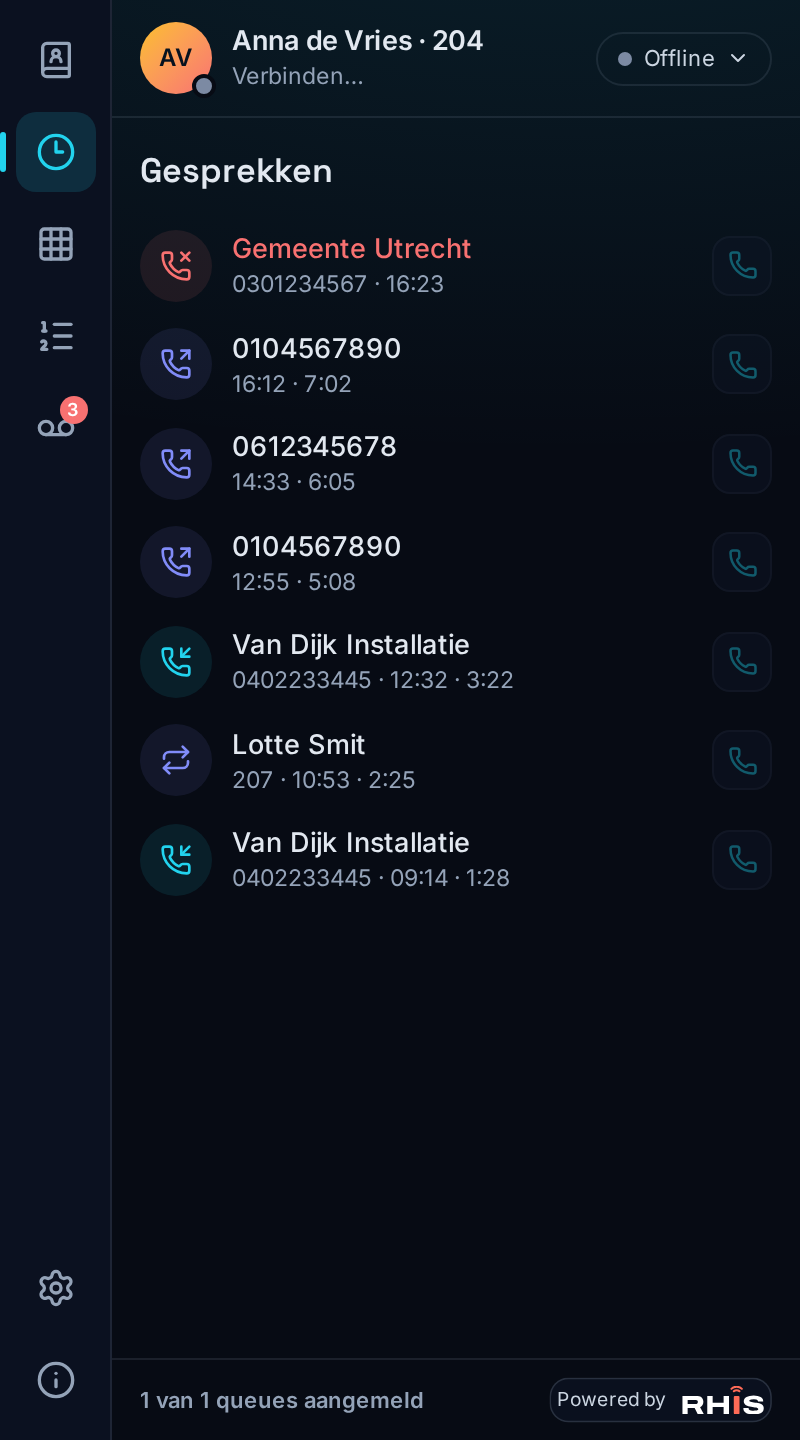 AV
Anna de Vries · 204
Verbinden...
Offline
Gesprekken
Gemeente Utrecht
0301234567 · 16:23
0104567890
16:12 · 7:02
0612345678
14:33 · 6:05
0104567890
12:55 · 5:08
Van Dijk Installatie
0402233445 · 12:32 · 3:22
Lotte Smit
207 · 10:53 · 2:25
Van Dijk Installatie
0402233445 · 09:14 · 1:28
1
2
3
1 van 1 queues aangemeld
Powered by RHiS